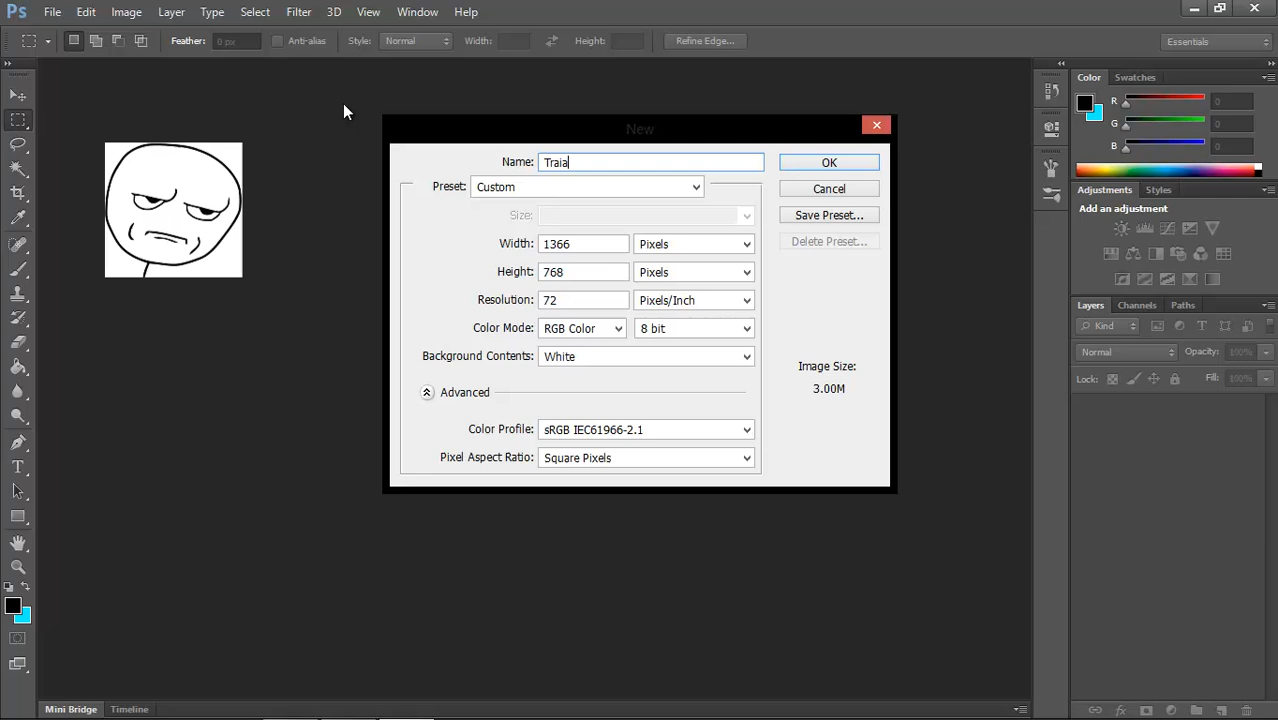 Ps File Edit Image Layer Type Select Filter 3D View Window Help
Feather: 0 px Anti-alias Style: Normal Width: Height: Refine Edge... Essentials
Color Swatches
R 0
G 0
B 0
Adjustments Styles
Add an adjustment
Layers Channels Paths
Kind
Normal Opacity: 100%
Lock: Fill: 100%
New
Name: Traia OK
Preset: Custom Cancel
Size: Save Preset...
Width: 1366 Pixels Delete Preset...
Height: 768 Pixels
Resolution: 72 Pixels/Inch
Color Mode: RGB Color 8 bit
Background Contents: White
Image Size:
3.00M
Advanced
Color Profile: sRGB IEC61966-2.1
Pixel Aspect Ratio: Square Pixels
Mini Bridge Timeline